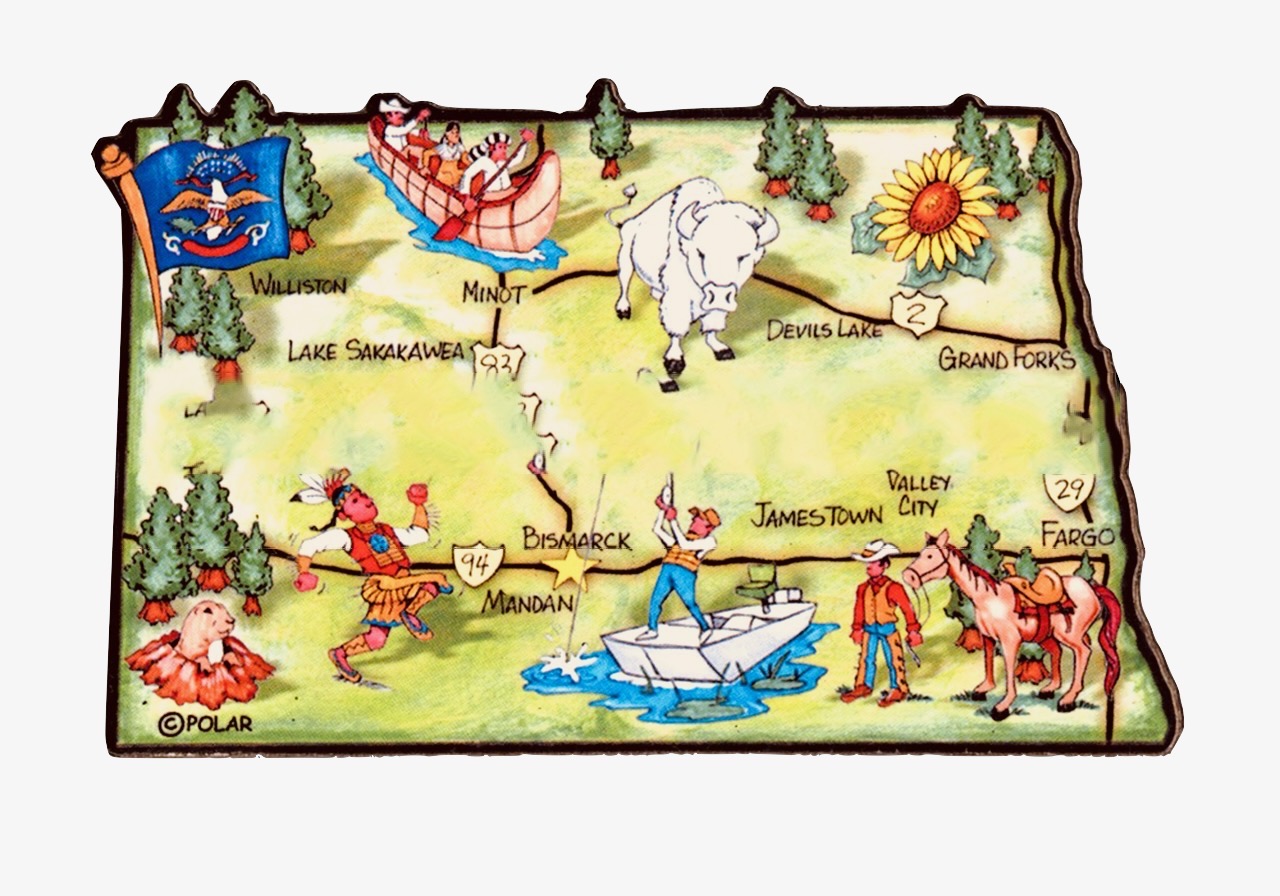 Williston
Minot
2
Devils Lake
Lake Sakakawea
83
Grand Forks
Valley
City
29
Jamestown
Bismarck
Fargo
94
Mandan
©Polar